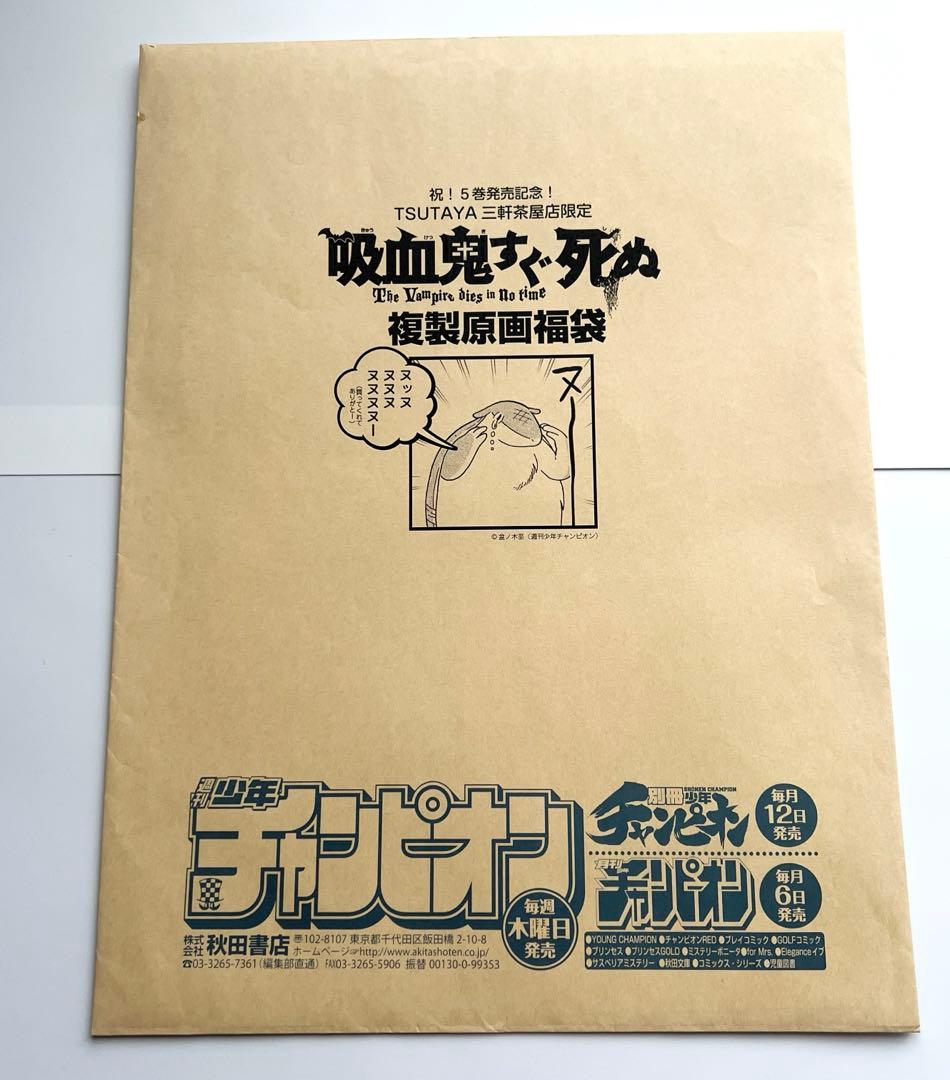 祝！5巻発売記念！
TSUTAYA 三軒茶屋店限定
吸血鬼すぐ死ぬ
The Vampire dies in no time
複製原画福袋
ヌッヌ
ヌヌヌ
ヌヌヌヌー
（買ってくれて
ありがとー）
ヌー
©盆ノ木至（週刊少年チャンピオン）
週刊少年
チャンピオン
毎週
木曜日
発売
別冊少年
SHŌNEN CHAMPION
チャンピオン
毎月
12日
発売
月刊
チャンピオン
毎月
6日
発売
株式会社 秋田書店 〒102-8107 東京都千代田区飯田橋 2-10-8
ホームページ☞http://www.akitashoten.co.jp/
☎03-3265-7361（編集部直通） FAX03-3265-5906 振替 00130-0-99353
●YOUNG CHAMPION ●チャンピオンRED ●プレイコミック ●GOLFコミック
●プリンセス ●プリンセスGOLD ●ミステリーボニータ ●for Mrs. ●Eleganceイブ
●サスペリアミステリー ●秋田文庫 ●コミックス・シリーズ ●児童図書